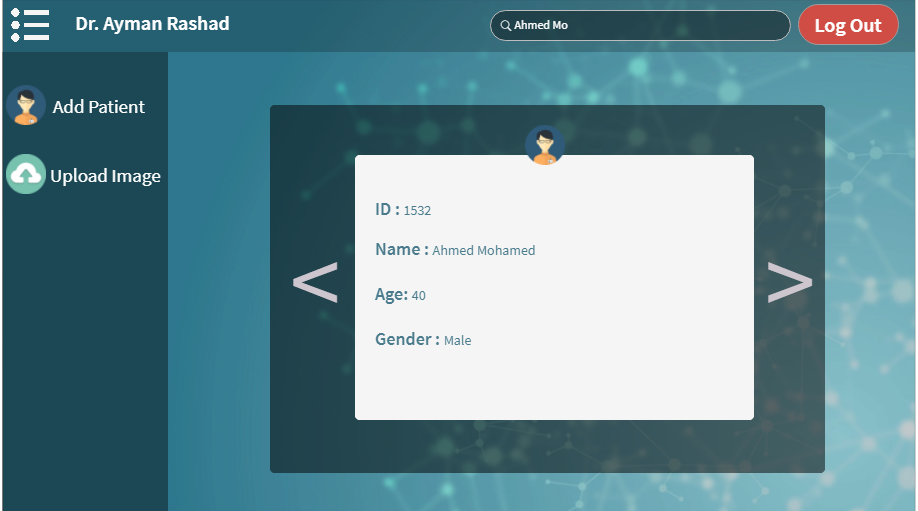 Dr. Ayman Rashad
Ahmed Mo
Log Out
Add Patient
Upload Image
ID : 1532
Name : Ahmed Mohamed
Age: 40
Gender : Male
<
>